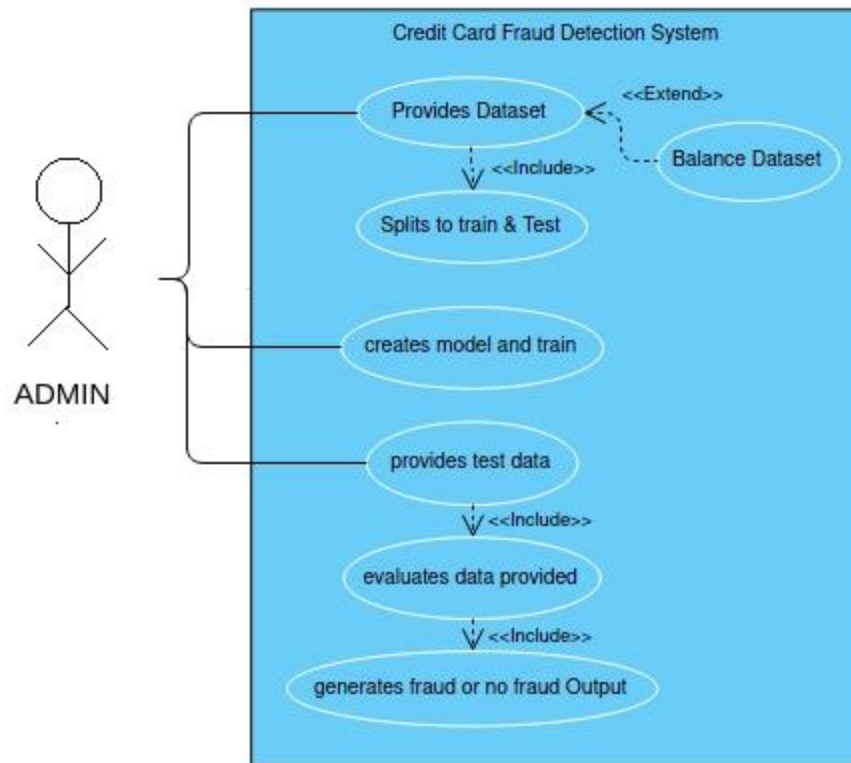 Credit Card Fraud Detection System
Provides Dataset
<<Extend>>
Balance Dataset
<<Include>>
Splits to train & Test
creates model and train
ADMIN
provides test data
<<Include>>
evaluates data provided
<<Include>>
generates fraud or no fraud Output